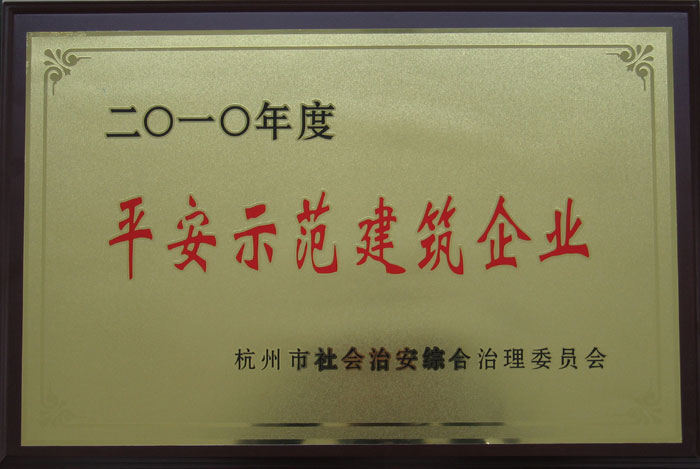 二〇一〇年度
平安示范建筑企业
杭州市社会治安综合治理委员会